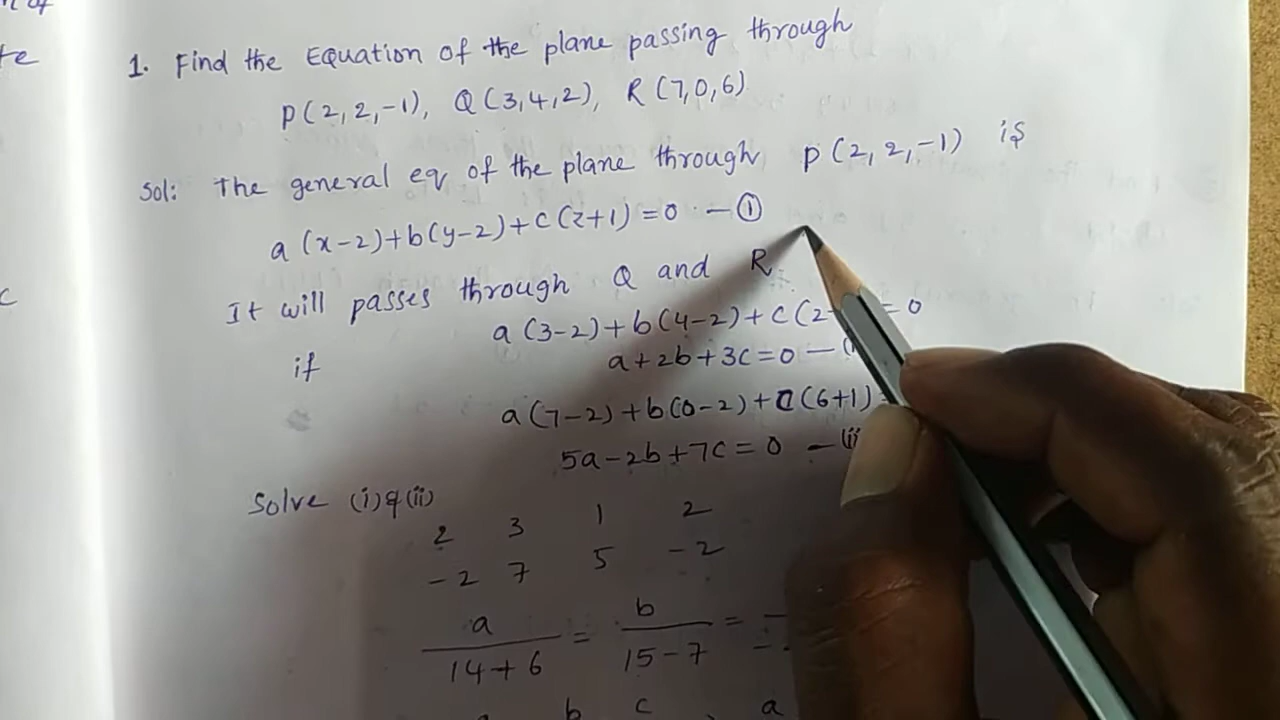 te
c
1. Find the Equation of the plane passing through
P(2,2,-1), Q(3,4,2), R(7,0,6)
Sol: The general eq of the plane through P(2,2,-1) is
a(x-2)+b(y-2)+c(z+1)=0 -①
It will passes through Q and R
if a(3-2)+b(4-2)+c(2- = 0
a+2b+3c=0 -(
a(7-2)+b(0-2)+c(6+1)=
5a-2b+7c=0 -(ii
Solve (i)&(ii)
2 3 1 2
-2 7 5 -2
a/14+6 = b/15-7 =
b c a